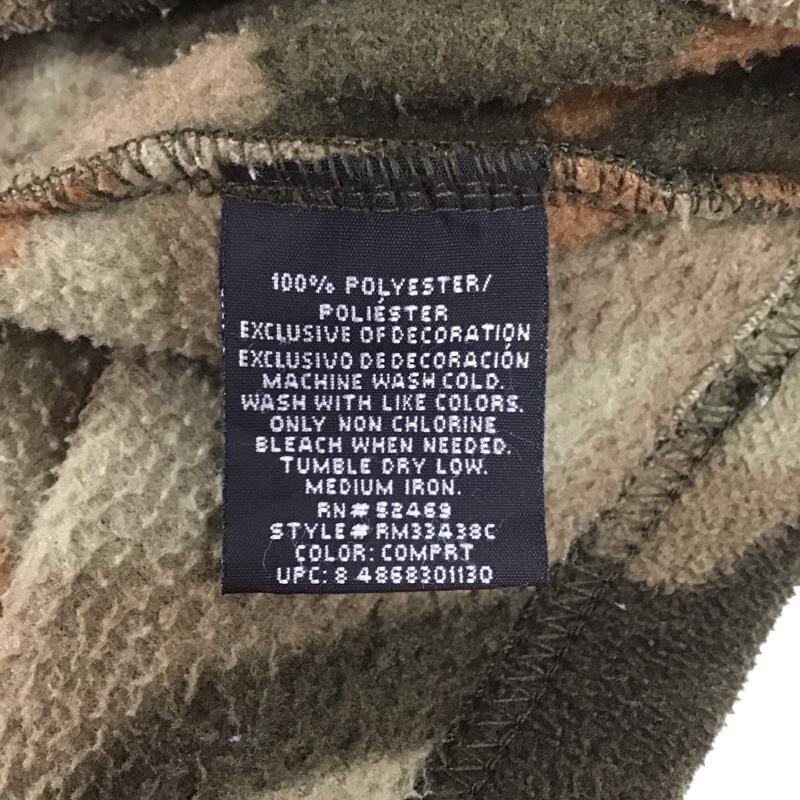 100% POLYESTER/
POLIÉSTER
EXCLUSIVE OF DECORATION
EXCLUSIVO DE DECORACIÓN
MACHINE WASH COLD.
WASH WITH LIKE COLORS.
ONLY NON CHLORINE
BLEACH WHEN NEEDED.
TUMBLE DRY LOW.
MEDIUM IRON.
RN# 52469
STYLE# RM33438C
COLOR: COMPRT
UPC: 8 4868301130